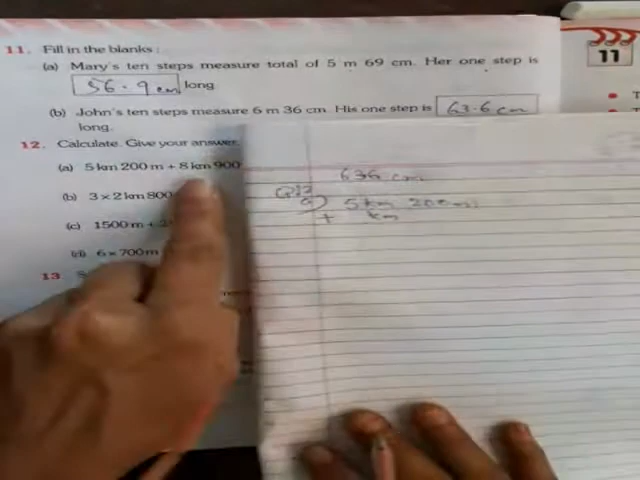 11. Fill in the blanks :
(a) Mary's ten steps measure total of 5 m 69 cm. Her one step is
56.9 cm long
(b) John's ten steps measure 6 m 36 cm. His one step is 63.6 cm
long.
12. Calculate. Give your answer
(a) 5 km 200 m + 8 km 900
(b) 3 × 2 km 800
(c) 1500 m + 2
(d) 6 × 700 m
13
11
636 cm
Q12
a) 5 km 200 m
+ km